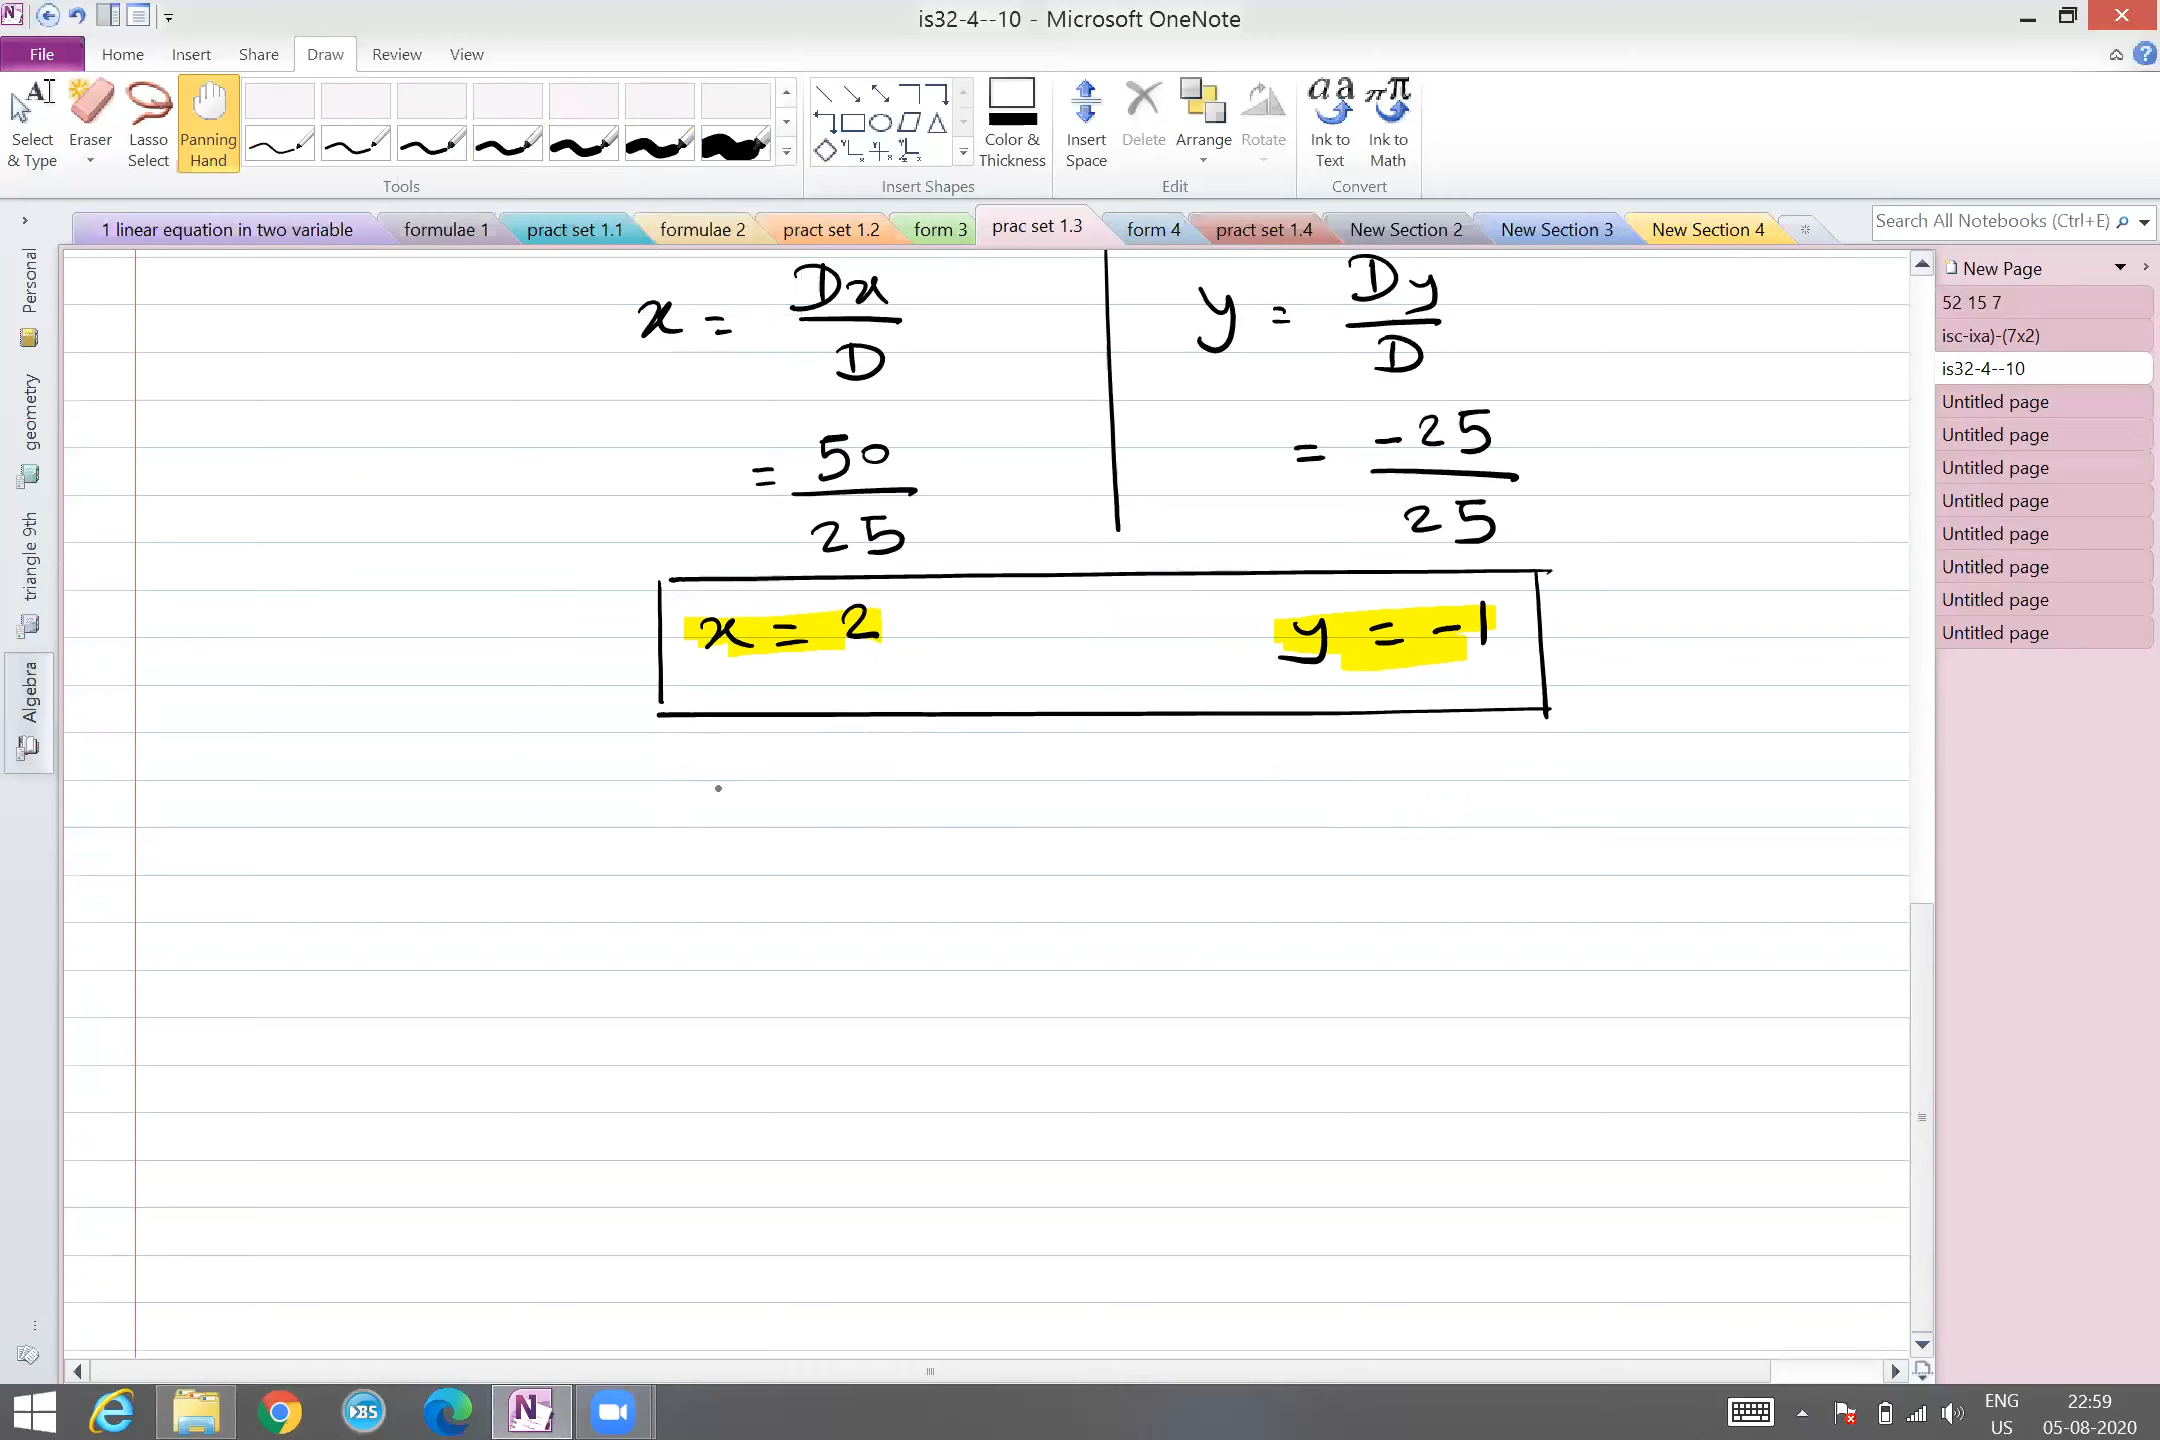 is32-4--10 - Microsoft OneNote
File Home Insert Share Draw Review View
Select & Type
Eraser
Lasso Select
Panning Hand
Color & Thickness
Insert Space
Delete
Arrange
Rotate
Ink to Text
Ink to Math
Tools
Insert Shapes
Edit
Convert
1 linear equation in two variable formulae 1 pract set 1.1 formulae 2 pract set 1.2 form 3 prac set 1.3 form 4 pract set 1.4 New Section 2 New Section 3 New Section 4
Search All Notebooks (Ctrl+E)
Personal
geometry
triangle 9th
Algebra
New Page
52 15 7
isc-ixa)-(7x2)
is32-4--10
Untitled page
Untitled page
Untitled page
Untitled page
Untitled page
Untitled page
Untitled page
Untitled page
x = Dx / D
y = Dy / D
= 50 / 25
= -25 / 25
x = 2
y = -1
ENG
US
22:59
05-08-2020